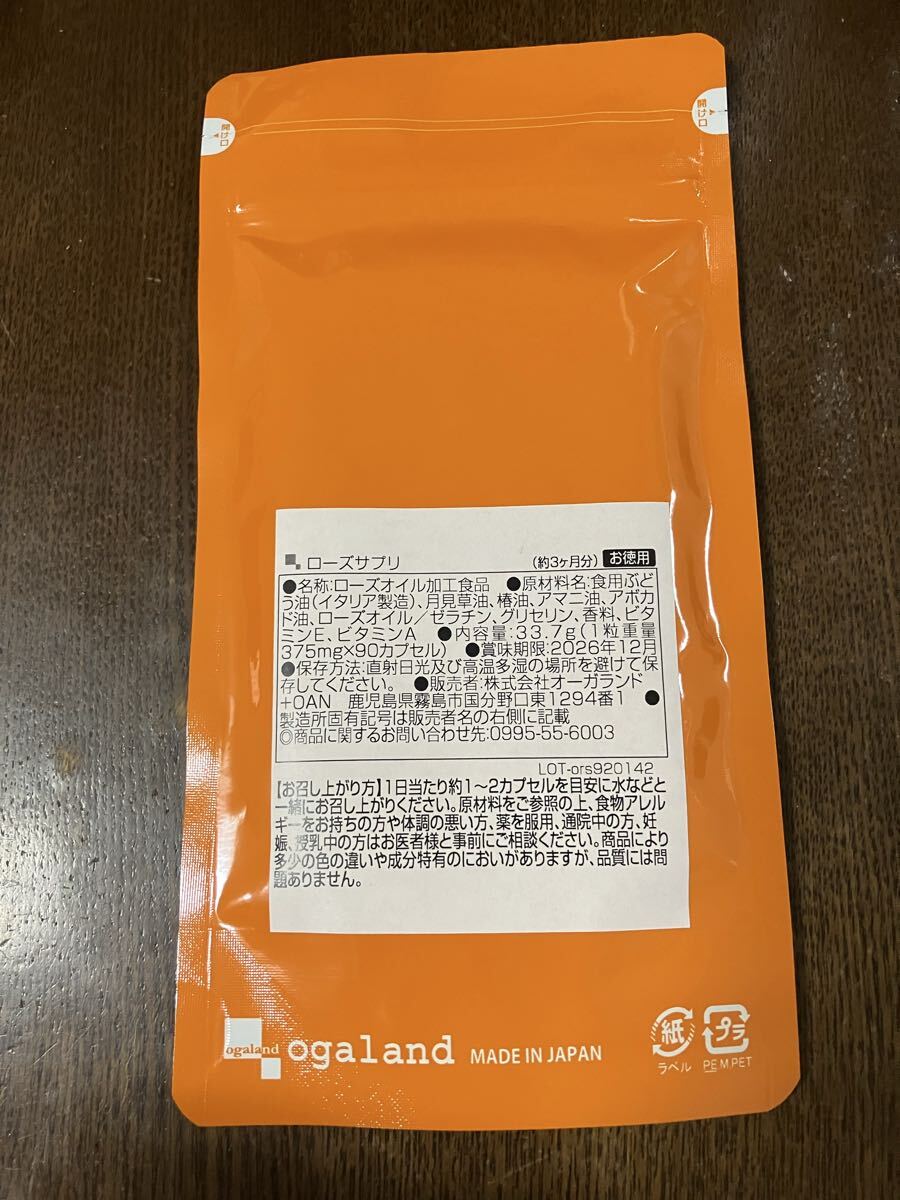 開け口
開け口
ローズサプリ (約3ヶ月分) お徳用
●名称:ローズオイル加工食品 ●原材料名:食用ぶど
う油(イタリア製造)、月見草油、椿油、アマニ油、アボカ
ド油、ローズオイル/ゼラチン、グリセリン、香料、ビタ
ミンE、ビタミンA ●内容量:33.7g(1粒重量
375mg×90カプセル) ●賞味期限:2026年12月
●保存方法:直射日光及び高温多湿の場所を避けて保
存してください。 ●販売者:株式会社オーガランド
+OAN 鹿児島県霧島市国分野口東1294番1 ●
製造所固有記号は販売者名の右側に記載
◎商品に関するお問い合わせ先:0995-55-6003
LOT-ors920142
【お召し上がり方】1日当たり約1～2カプセルを目安に水などと
一緒にお召し上がりください。原材料をご参照の上、食物アレル
ギーをお持ちの方や体調の悪い方、薬を服用、通院中の方、妊
娠、授乳中の方はお医者様と事前にご相談ください。商品により
多少の色の違いや成分特有のにおいがありますが、品質には問
題ありません。
ogaland ogaland MADE IN JAPAN
紙 プラ
ラベル PE M,PET